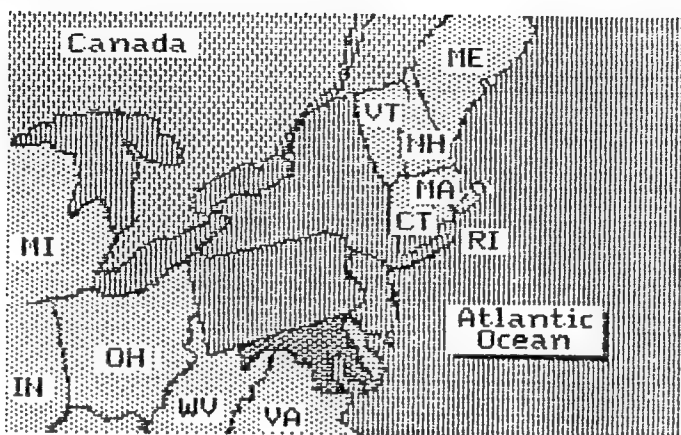 Canada
ME
VT
NH
MA
CT
RI
MI
Atlantic
Ocean
OH
IN
WV
VA